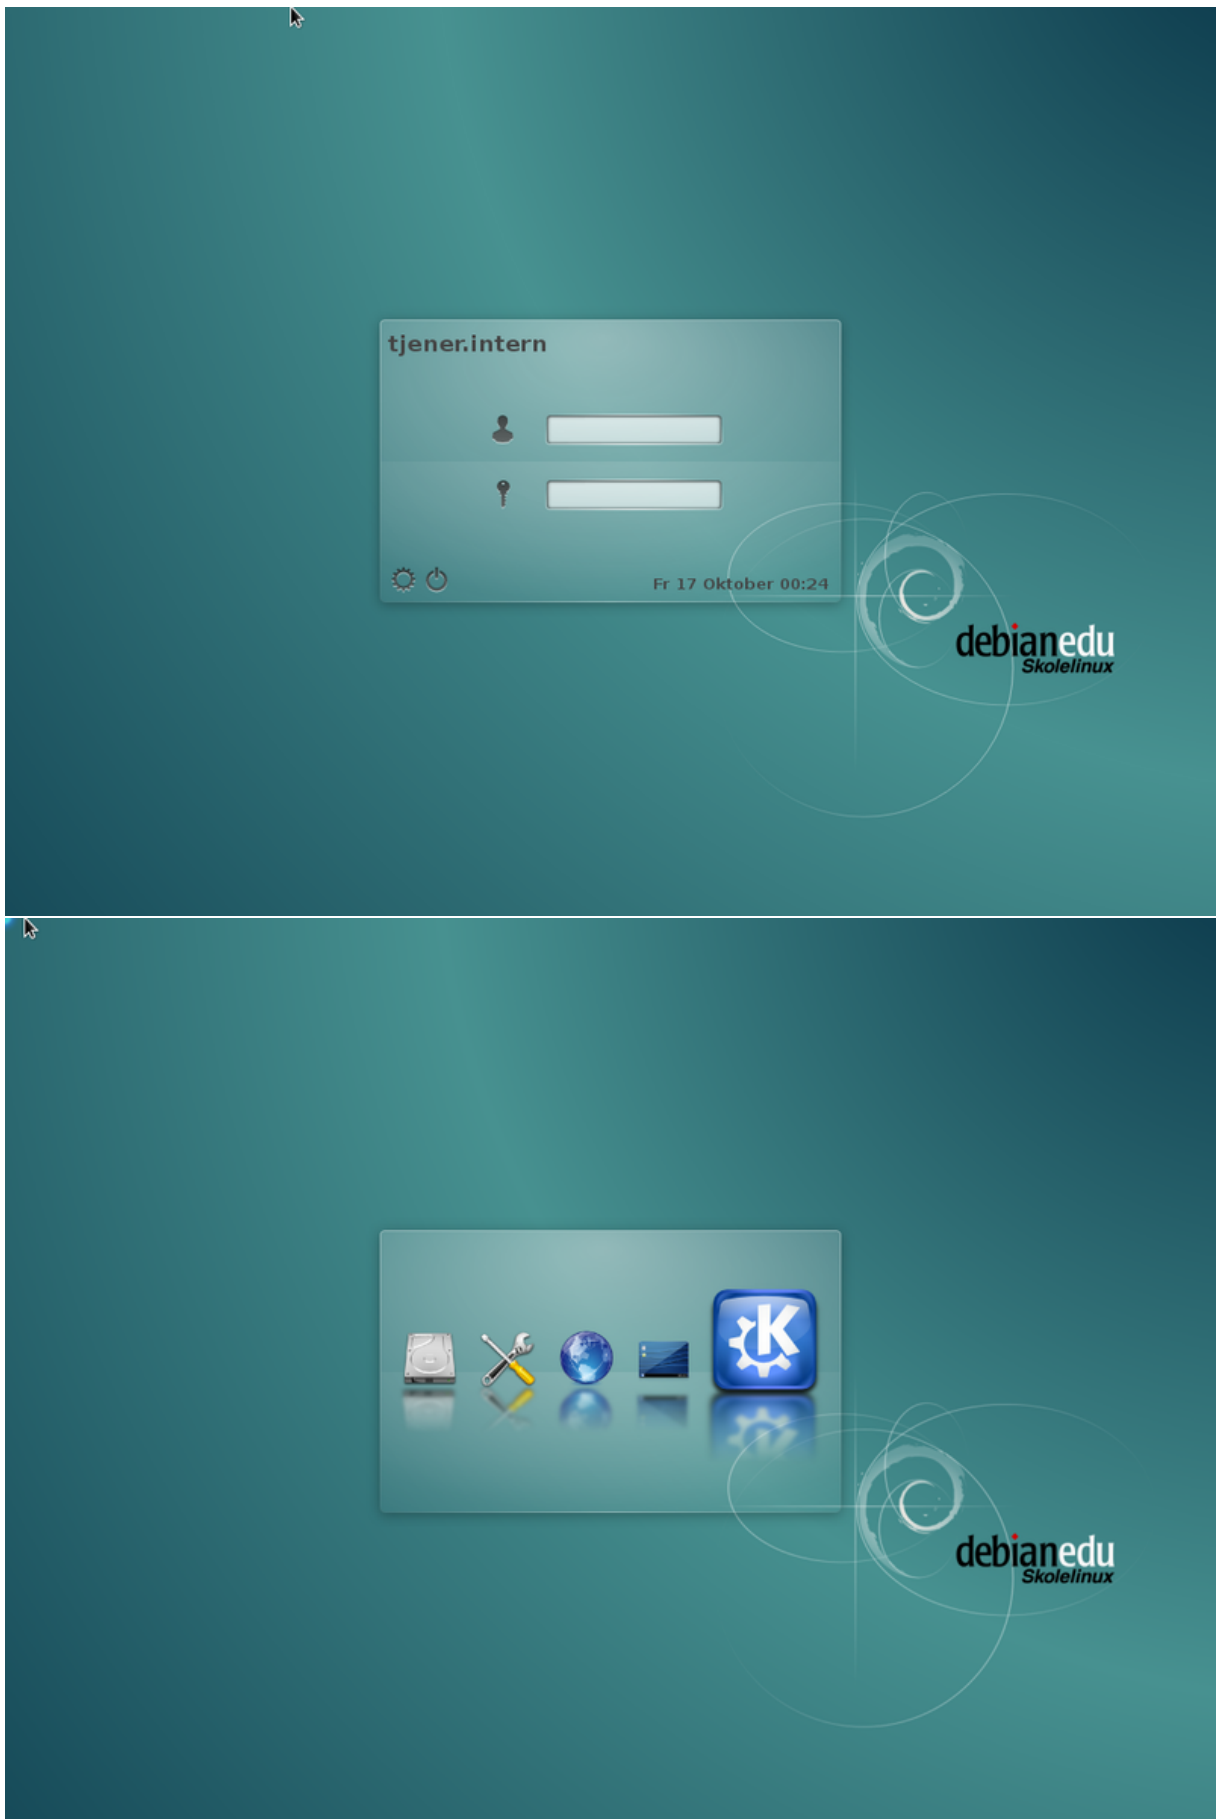 tjener.intern
Fr 17 Oktober 00:24
debianedu
Skolelinux
debianedu
Skolelinux